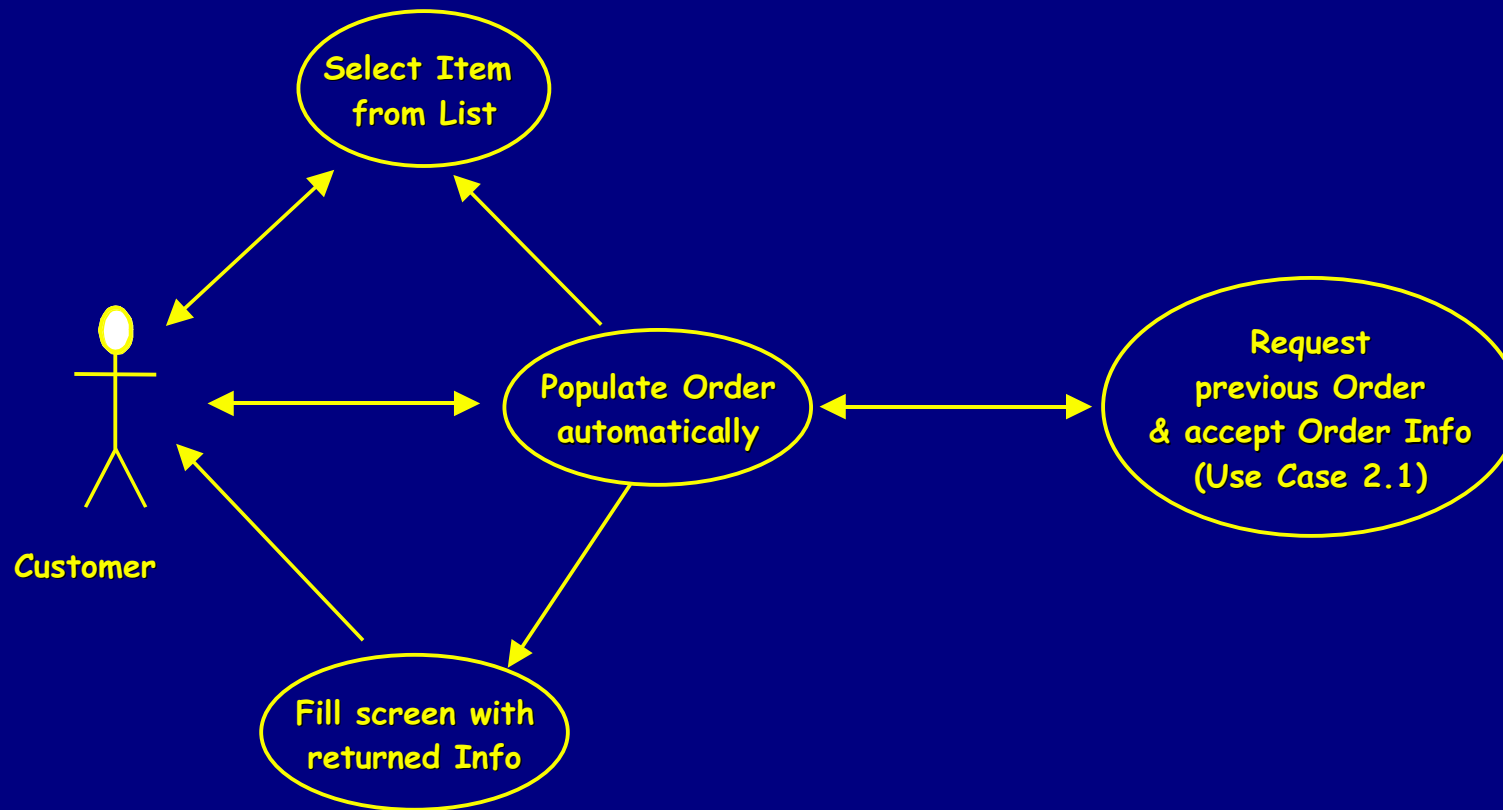 Select Item
from List
Populate Order
automatically
Request
previous Order
& accept Order Info
(Use Case 2.1)
Customer
Fill screen with
returned Info